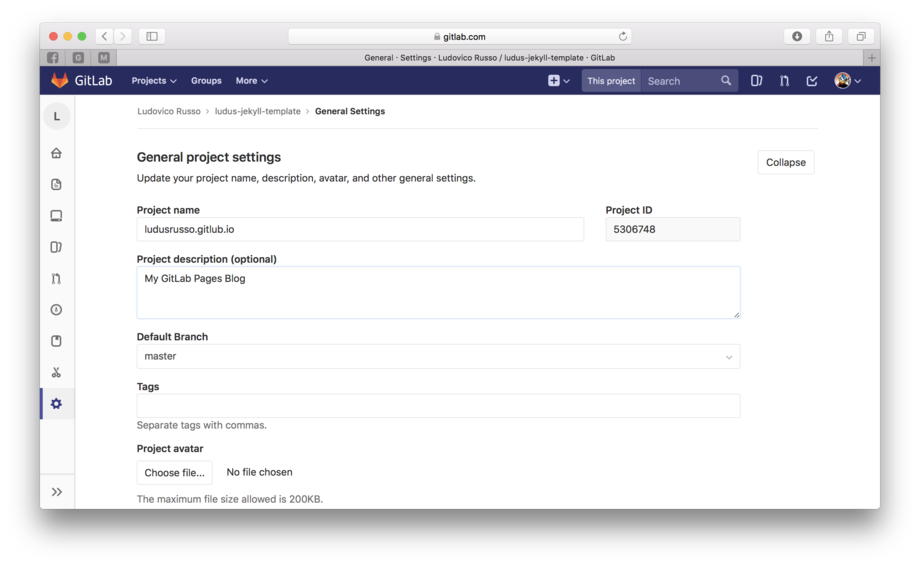 gitlab.com
General · Settings · Ludovico Russo / ludus-jekyll-template · GitLab
GitLab Projects Groups More This project Search
L
Ludovico Russo > ludus-jekyll-template > General Settings
General project settings
Collapse
Update your project name, description, avatar, and other general settings.
Project name Project ID
ludusrusso.gitlub.io 5306748
Project description (optional)
My GitLab Pages Blog
Default Branch
master
Tags
Separate tags with commas.
Project avatar
Choose file... No file chosen
The maximum file size allowed is 200KB.